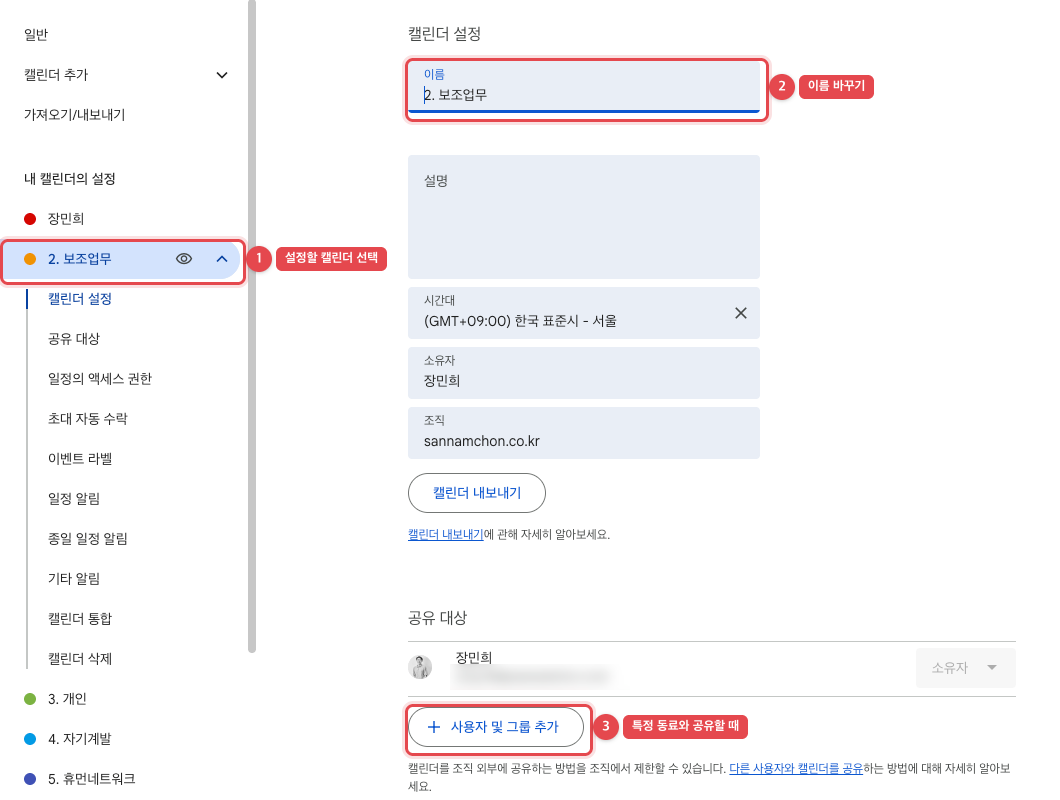 일반
캘린더 추가
가져오기/내보내기
내 캘린더의 설정
장민희
2. 보조업무
1 설정할 캘린더 선택
캘린더 설정
공유 대상
일정의 액세스 권한
초대 자동 수락
이벤트 라벨
일정 알림
종일 일정 알림
기타 알림
캘린더 통합
캘린더 삭제
3. 개인
4. 자기계발
5. 휴먼네트워크
캘린더 설정
이름
2. 보조업무
2 이름 바꾸기
설명
시간대
(GMT+09:00) 한국 표준시 - 서울
소유자
장민희
조직
sannamchon.co.kr
캘린더 내보내기
캘린더 내보내기에 관해 자세히 알아보세요.
공유 대상
장민희
소유자
+ 사용자 및 그룹 추가
3 특정 동료와 공유할 때
캘린더를 조직 외부에 공유하는 방법을 조직에서 제한할 수 있습니다. 다른 사용자와 캘린더를 공유하는 방법에 대해 자세히 알아보
세요.